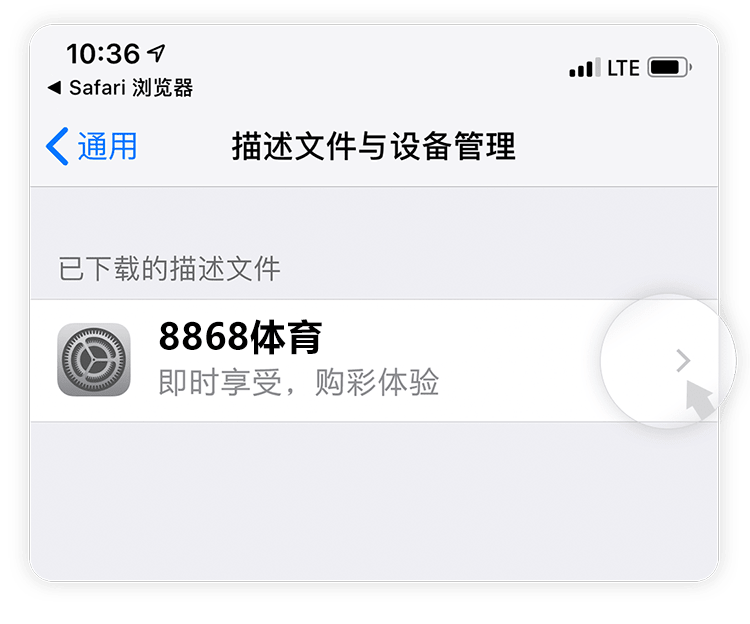 10:36
LTE
Safari 浏览器
通用
描述文件与设备管理
已下载的描述文件
8868体育
即时享受，购彩体验